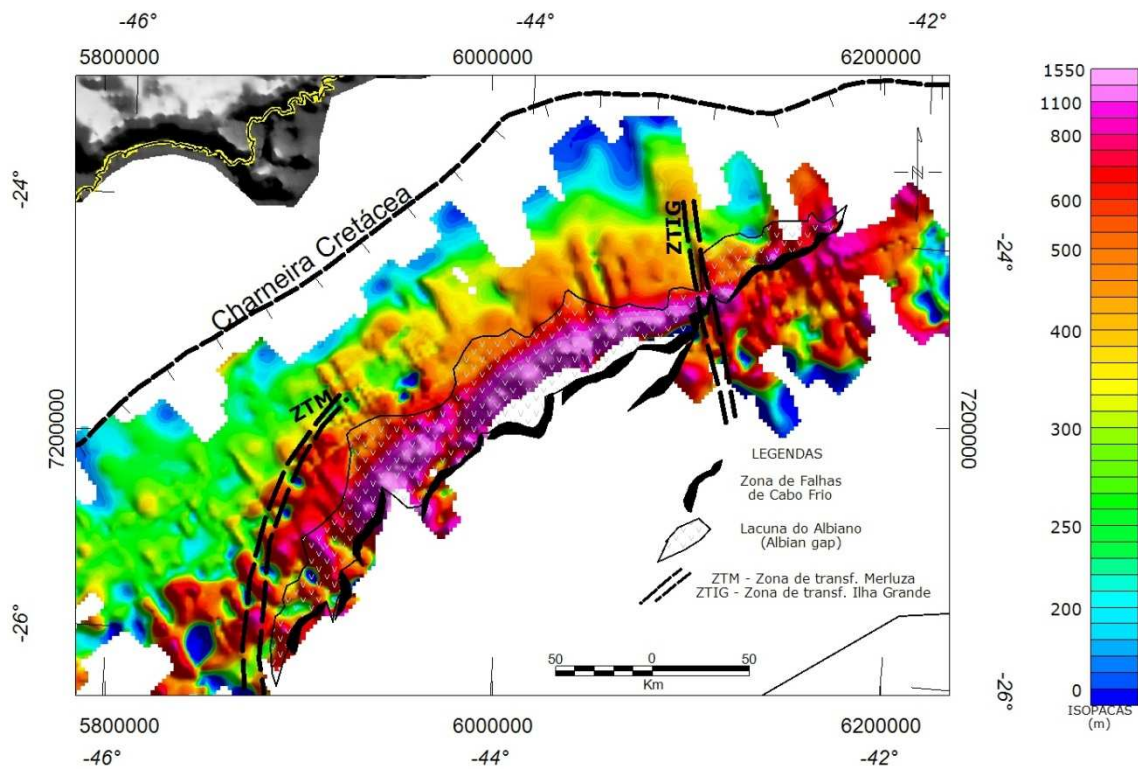 -46°
-44°
-42°
5800000
6000000
6200000
-24°
-24°
Charneira Cretácea
ZTIG
ZTM
7200000
7200000
N
LEGENDAS
Zona de Falhas
de Cabo Frio
Lacuna do Albiano
(Albian gap)
ZTM - Zona de transf. Merluza
ZTIG - Zona de transf. Ilha Grande
50 0 50
Km
-26°
-26°
5800000
6000000
6200000
-46°
-44°
-42°
1550
1100
800
600
500
400
300
250
200
0
ISOPACAS
(m)